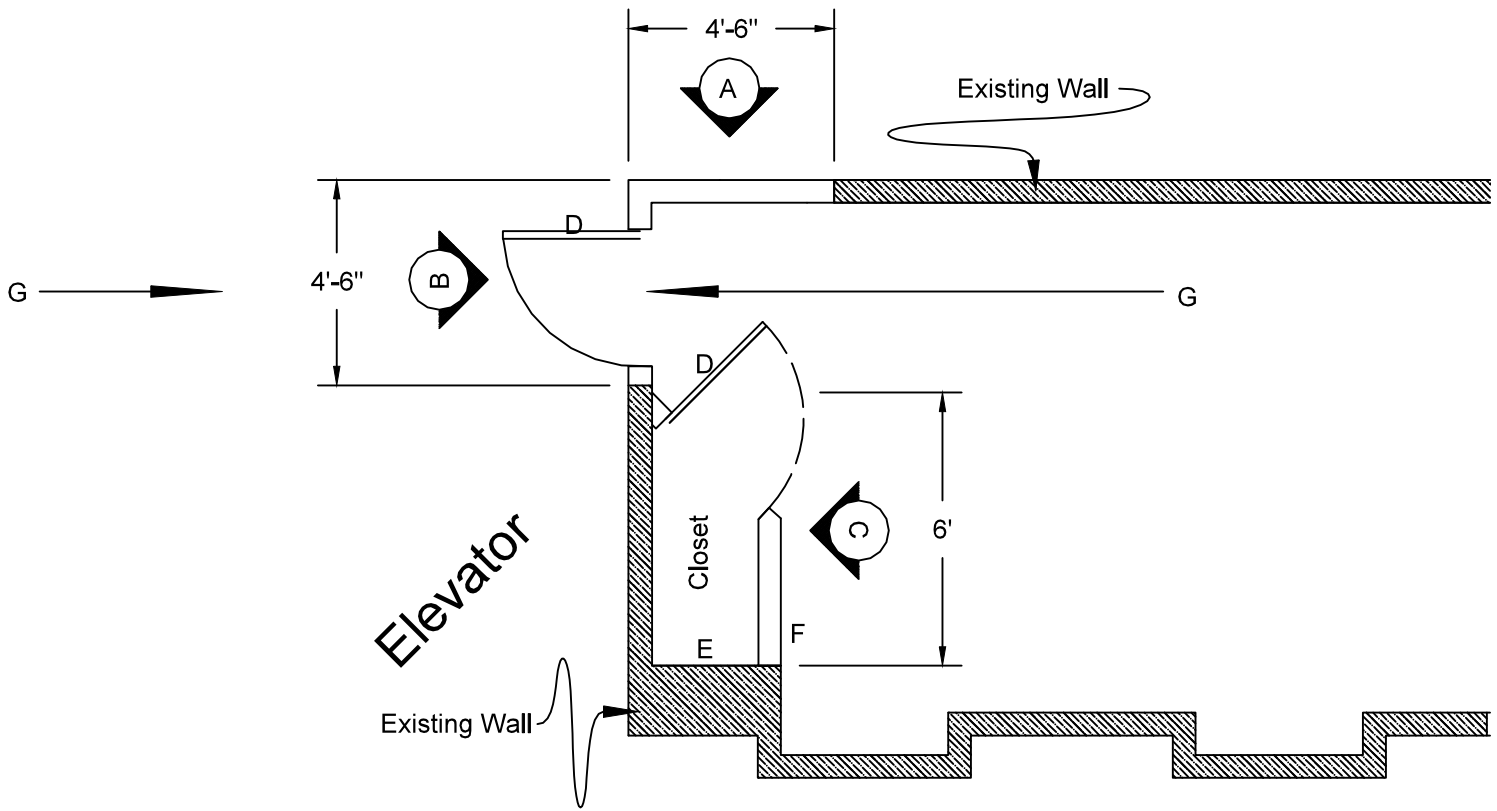 4'-6"
A
Existing Wall
D
4'-6"
B
G
G
D
Closet
C
6'
Elevator
E
F
Existing Wall